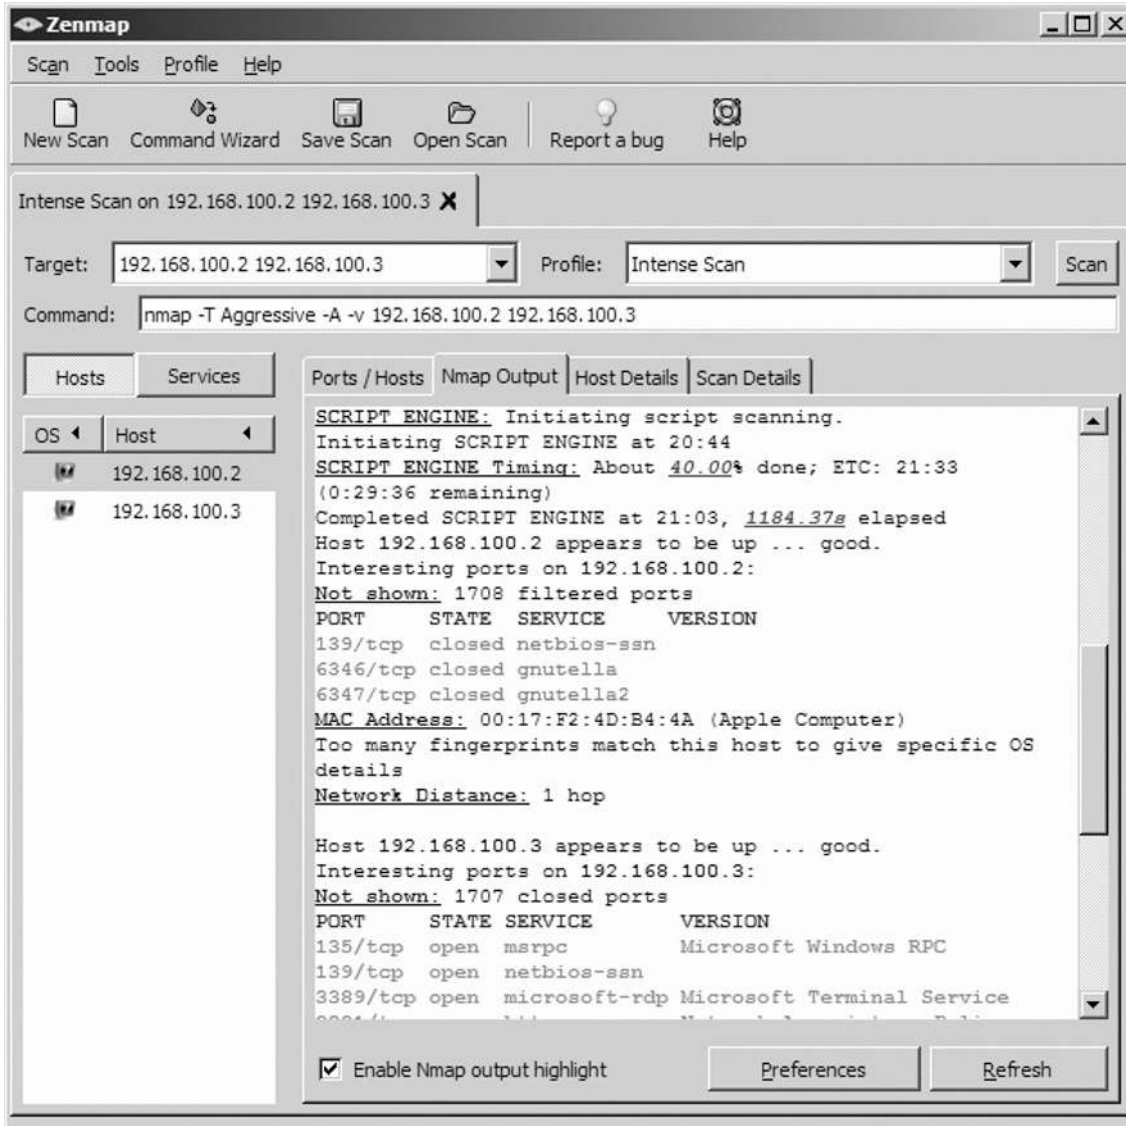 Zenmap
Scan Tools Profile Help
New Scan Command Wizard Save Scan Open Scan Report a bug Help
Intense Scan on 192.168.100.2 192.168.100.3
Target: 192.168.100.2 192.168.100.3 Profile: Intense Scan Scan
Command: nmap -T Aggressive -A -v 192.168.100.2 192.168.100.3
Hosts Services
OS Host
192.168.100.2
192.168.100.3
Ports / Hosts Nmap Output Host Details Scan Details
SCRIPT ENGINE: Initiating script scanning.
Initiating SCRIPT ENGINE at 20:44
SCRIPT ENGINE Timing: About 40.00% done; ETC: 21:33
(0:29:36 remaining)
Completed SCRIPT ENGINE at 21:03, 1184.37s elapsed
Host 192.168.100.2 appears to be up ... good.
Interesting ports on 192.168.100.2:
Not shown: 1708 filtered ports
PORT STATE SERVICE VERSION
139/tcp closed netbios-ssn
6346/tcp closed gnutella
6347/tcp closed gnutella2
MAC Address: 00:17:F2:4D:B4:4A (Apple Computer)
Too many fingerprints match this host to give specific OS
details
Network Distance: 1 hop
Host 192.168.100.3 appears to be up ... good.
Interesting ports on 192.168.100.3:
Not shown: 1707 closed ports
PORT STATE SERVICE VERSION
135/tcp open msrpc Microsoft Windows RPC
139/tcp open netbios-ssn
3389/tcp open microsoft-rdp Microsoft Terminal Service
Enable Nmap output highlight Preferences Refresh